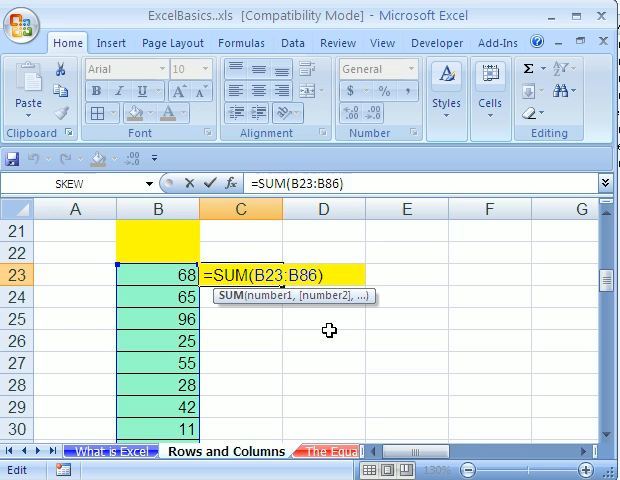 ExcelBasics..xls [Compatibility Mode] - Microsoft Excel
Home Insert Page Layout Formulas Data Review View Developer Add-Ins
Paste Arial 10 General Styles Cells Σ
B I U $ % ,
Clipboard Font Alignment Number Editing
SKEW fx =SUM(B23:B86)
A B C D E F G
21
22
23 68 =SUM(B23:B86)
24 65 SUM(number1, [number2], ...)
25 96
26 25
27 55
28 28
29 42
30 11
What is Excel Rows and Columns The Equa
Edit 130%